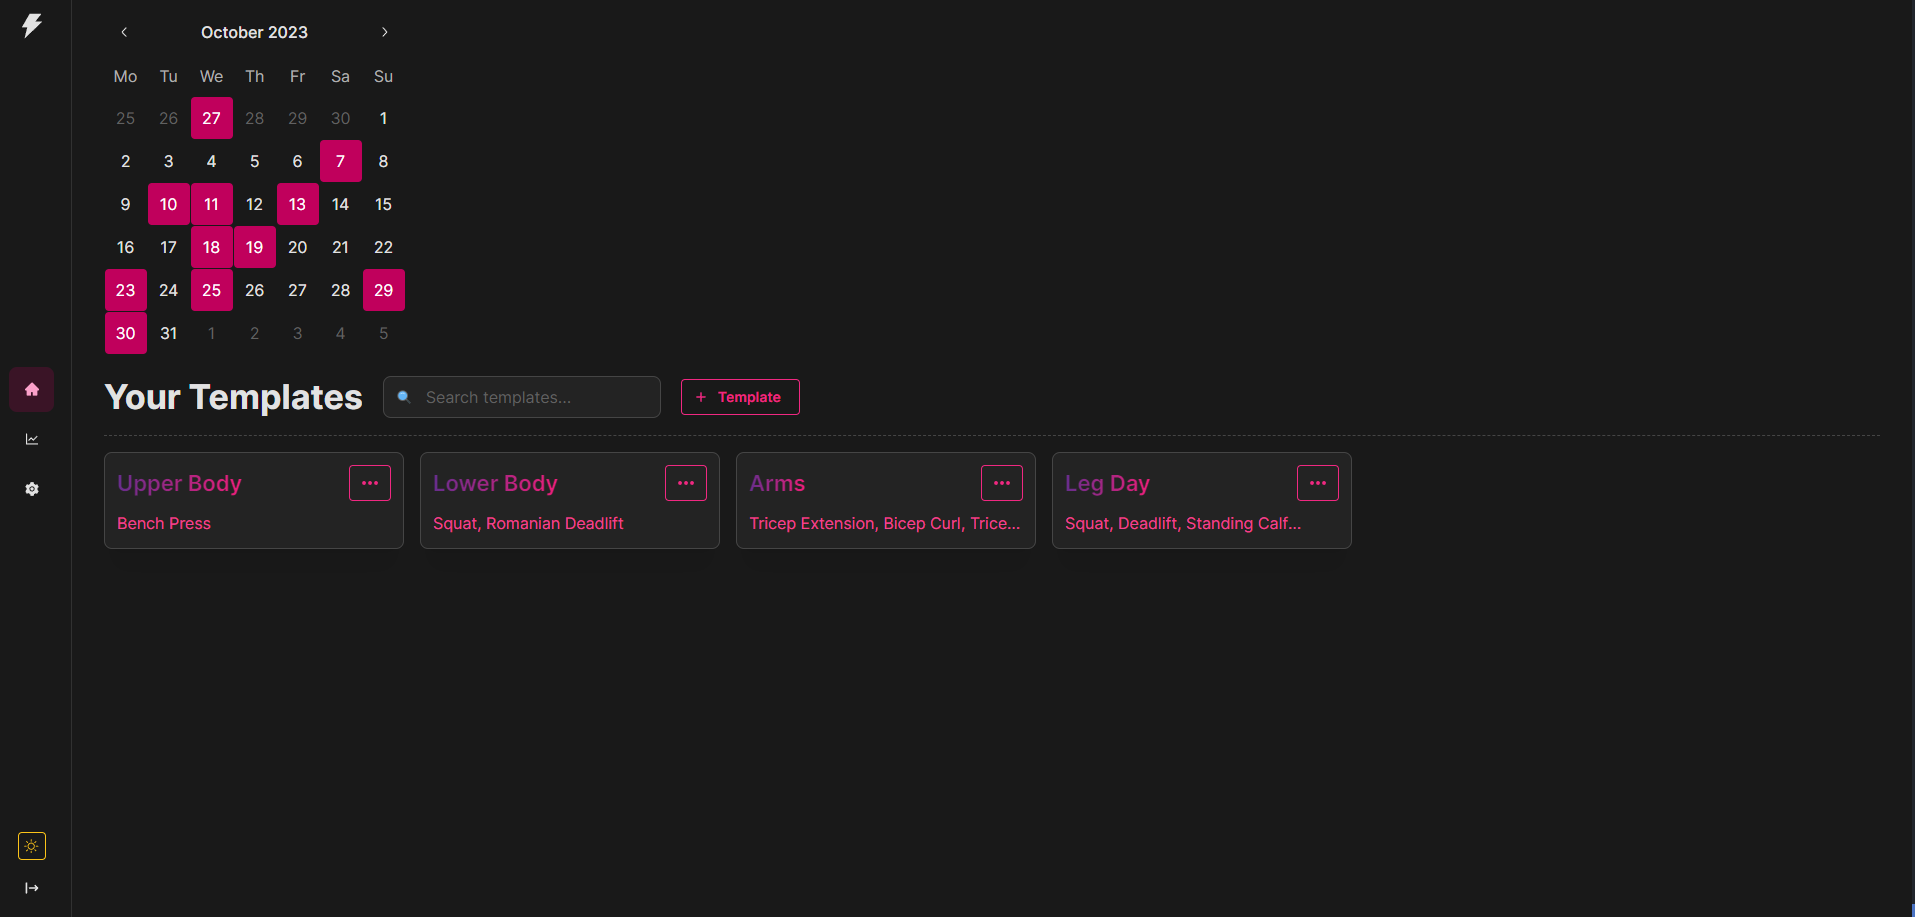 October 2023
Mo Tu We Th Fr Sa Su
25 26 27 28 29 30 1
2 3 4 5 6 7 8
9 10 11 12 13 14 15
16 17 18 19 20 21 22
23 24 25 26 27 28 29
30 31 1 2 3 4 5
Your Templates Search templates... + Template
Upper Body
Bench Press
Lower Body
Squat, Romanian Deadlift
Arms
Tricep Extension, Bicep Curl, Trice...
Leg Day
Squat, Deadlift, Standing Calf...